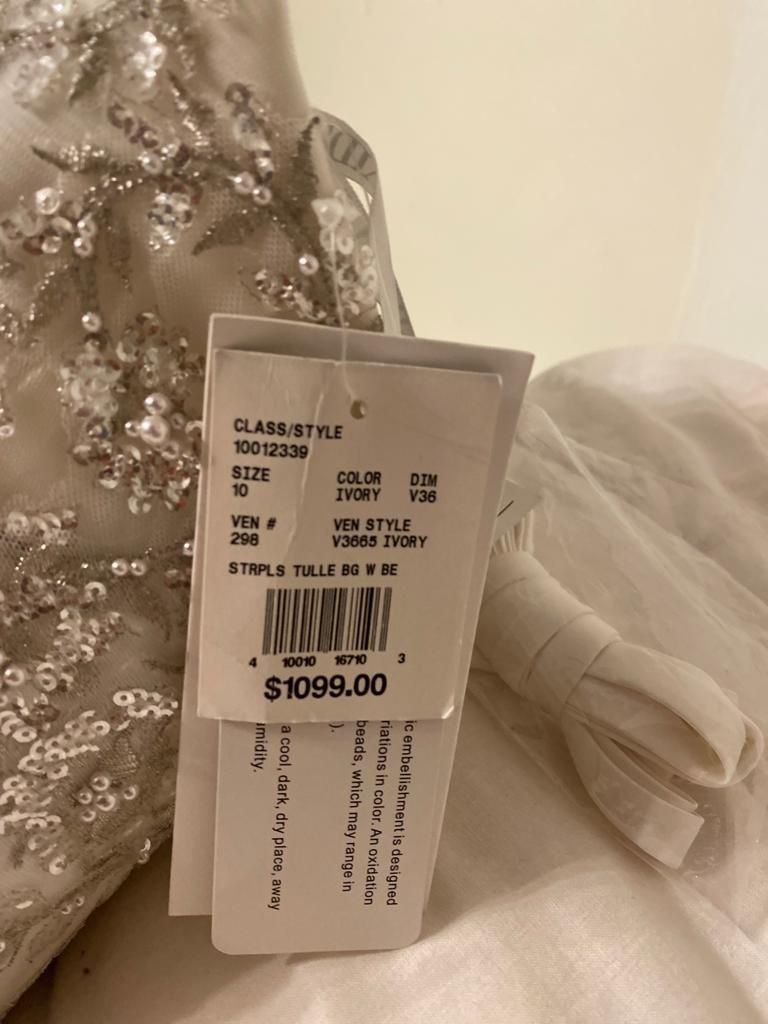 CLASS/STYLE
10012339
SIZE COLOR DIM
10 IVORY V36
VEN # VEN STYLE
298 V3665 IVORY
STRPLS TULLE BG W BE
4 10010 16710 3
$1099.00
ic embellishment is designed
riations in color. An oxidation
beads, which may range in
).
a cool, dark, dry place, away
umidity.